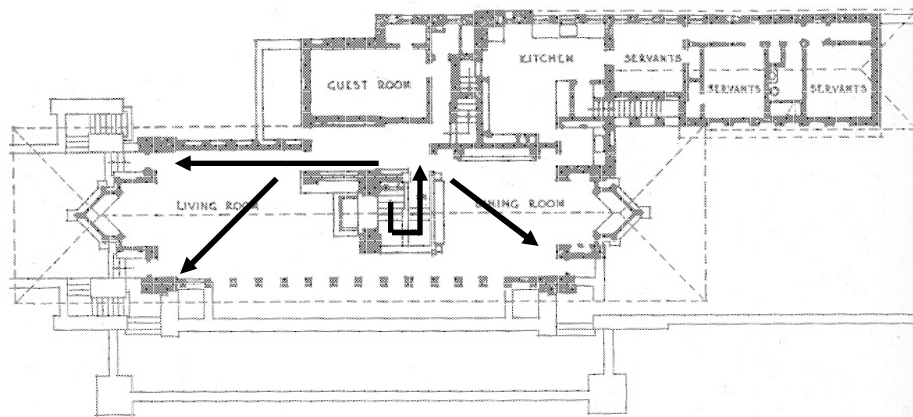 GUEST ROOM
KITCHEN
SERVANTS
SERVANTS
SERVANTS
LIVING ROOM
DINING ROOM